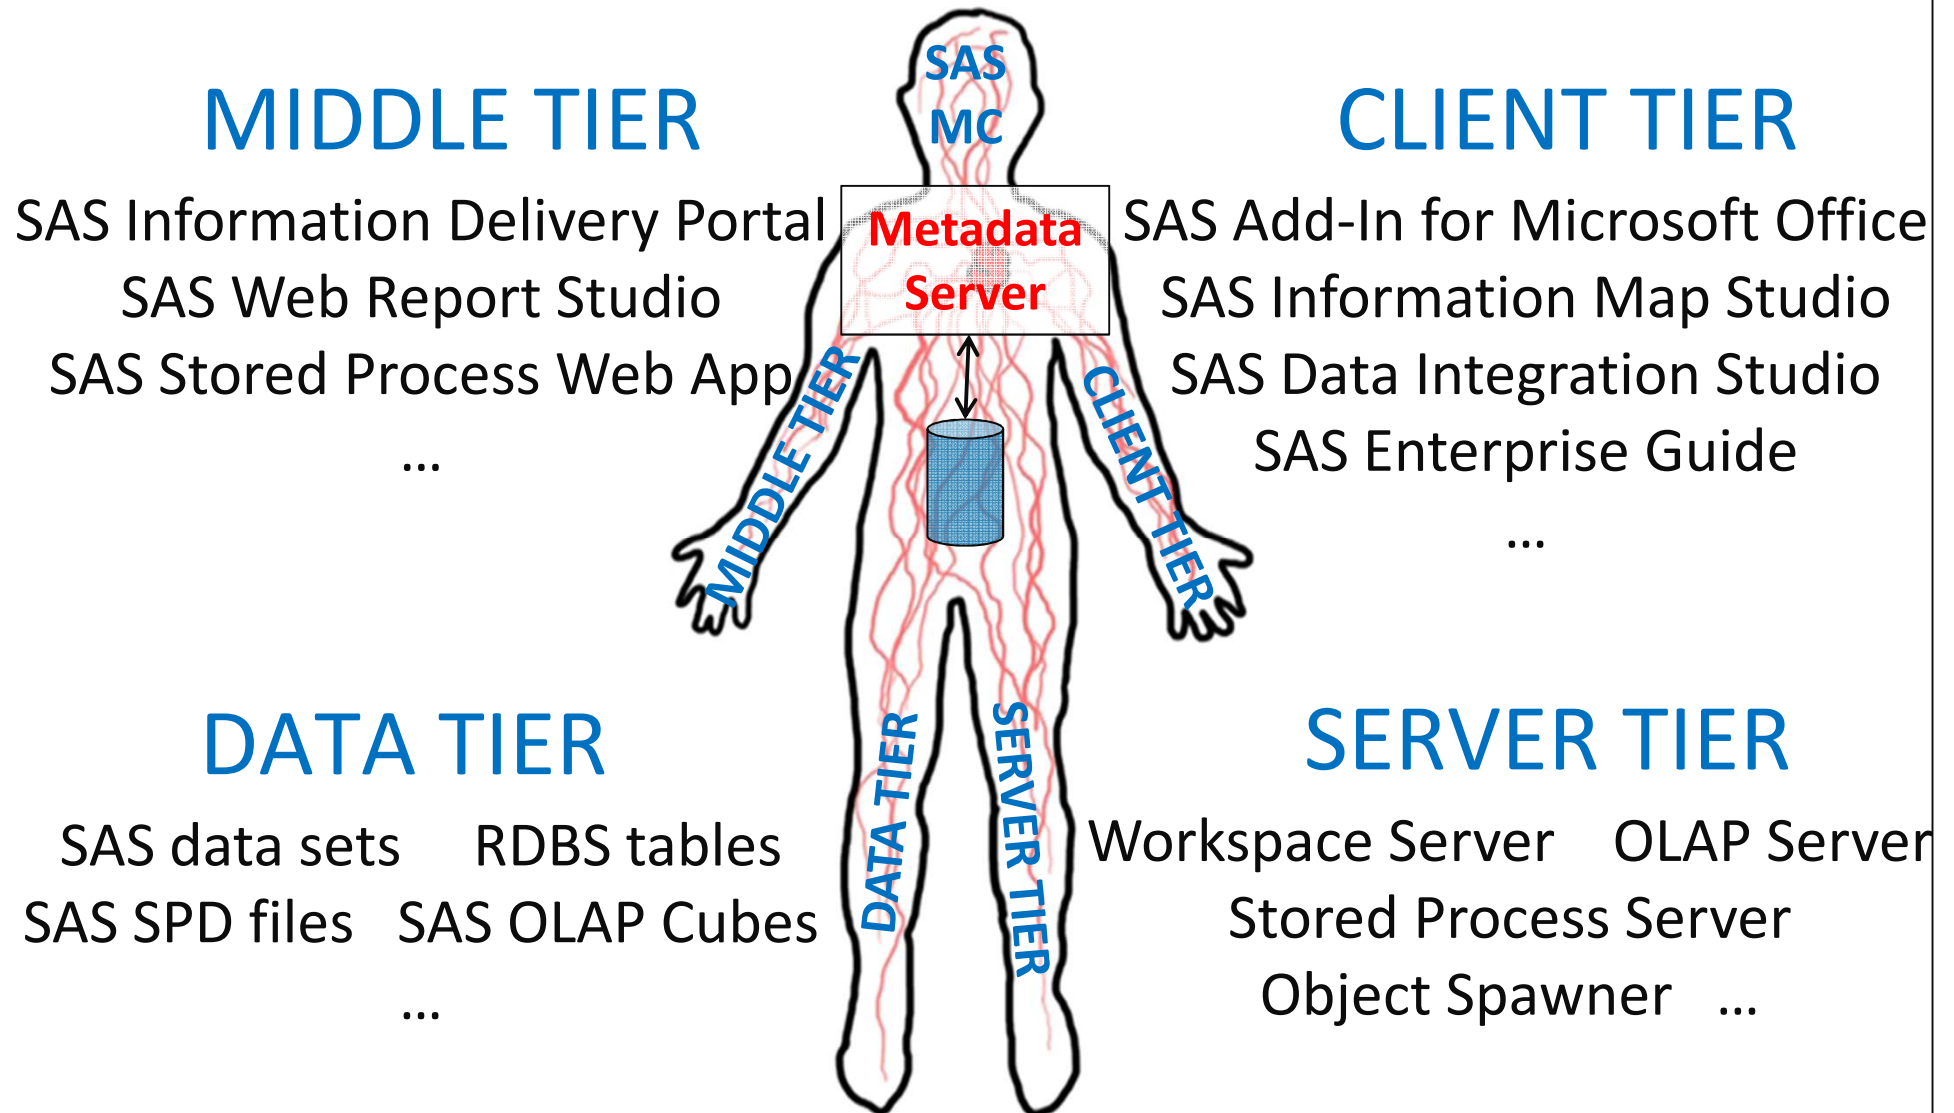 SAS
MC
MIDDLE TIER
SAS Information Delivery Portal
SAS Web Report Studio
SAS Stored Process Web App
...
CLIENT TIER
SAS Add-In for Microsoft Office
SAS Information Map Studio
SAS Data Integration Studio
SAS Enterprise Guide
...
Metadata
Server
MIDDLE TIER
CLIENT TIER
DATA TIER
SAS data sets RDBS tables
SAS SPD files SAS OLAP Cubes
...
DATA TIER
SERVER TIER
SERVER TIER
Workspace Server OLAP Server
Stored Process Server
Object Spawner ...